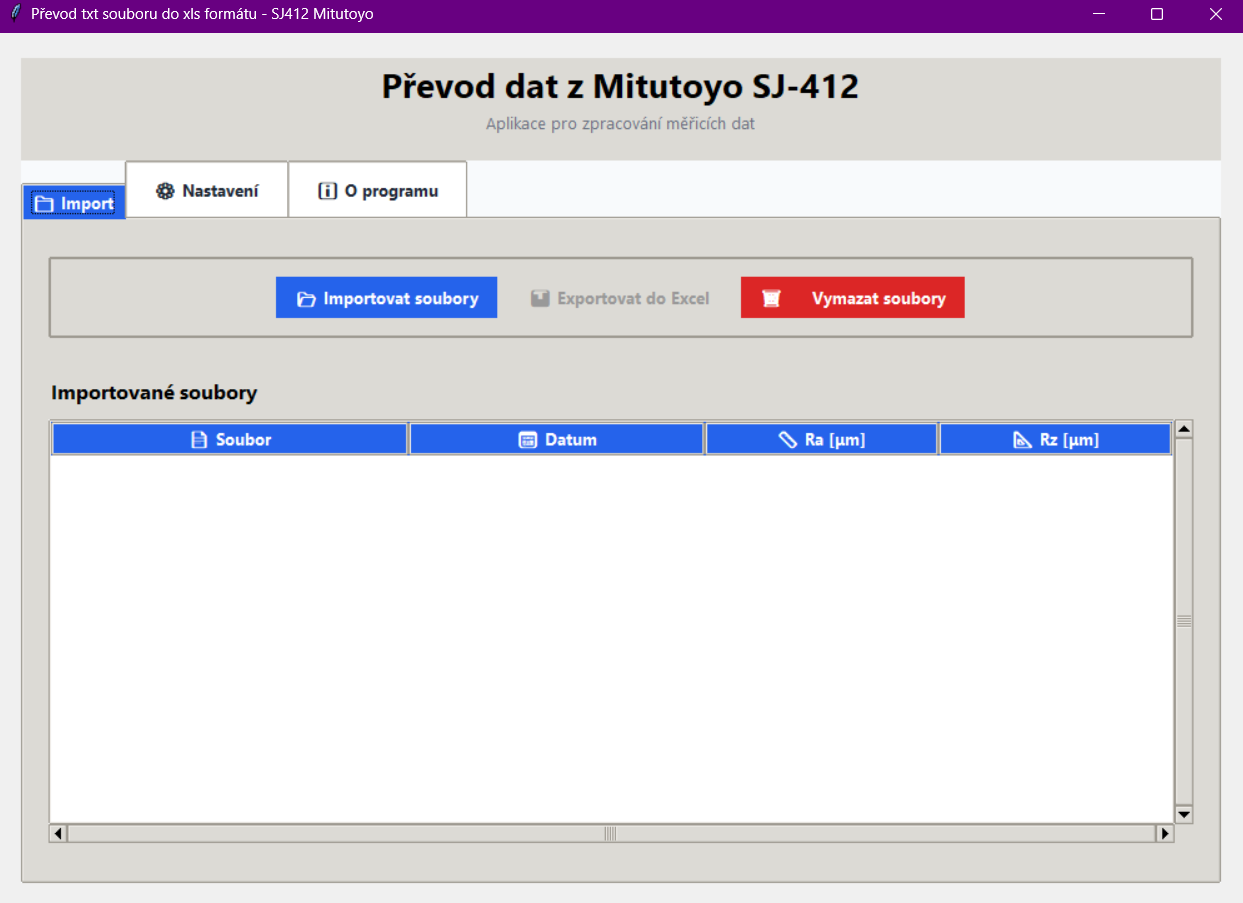 Převod txt souboru do xls formátu - SJ412 Mitutoyo
Převod dat z Mitutoyo SJ-412
Aplikace pro zpracování měřicích dat
Import
Nastavení
O programu
Importovat soubory
Exportovat do Excel
Vymazat soubory
Importované soubory
Soubor
Datum
Ra [µm]
Rz [µm]